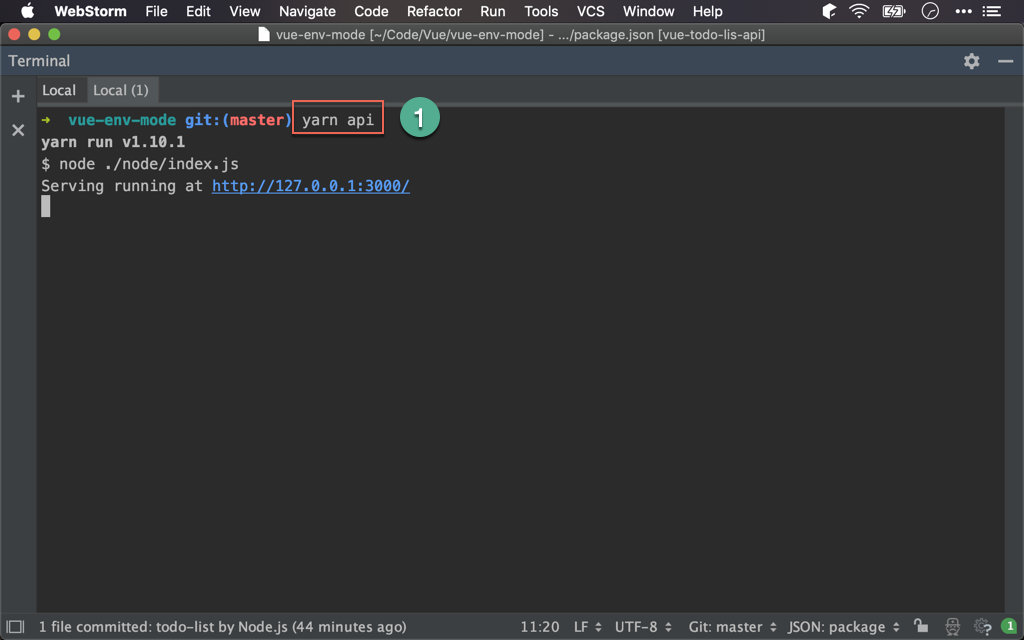 WebStorm File Edit View Navigate Code Refactor Run Tools VCS Window Help
vue-env-mode [~/Code/Vue/vue-env-mode] - .../package.json [vue-todo-lis-api]
Terminal
Local Local (1)
➜ vue-env-mode git:(master) yarn api 1
yarn run v1.10.1
$ node ./node/index.js
Serving running at http://127.0.0.1:3000/
1 file committed: todo-list by Node.js (44 minutes ago) 11:20 LF UTF-8 Git: master JSON: package 1